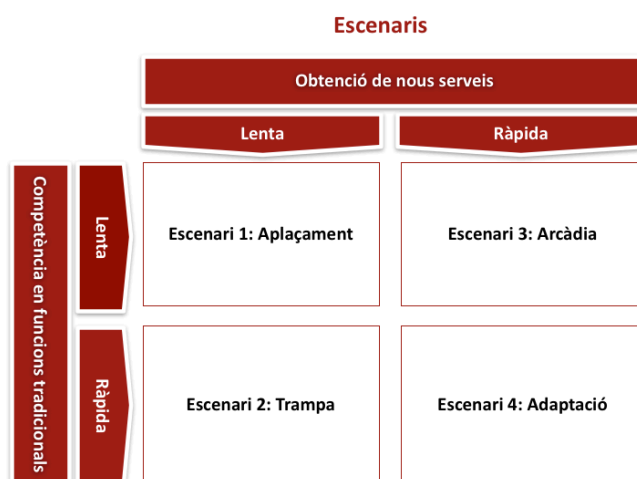 Escenaris
Obtenció de nous serveis
Lenta
Ràpida
Competència en funcions tradicionals
Lenta
Escenari 1: Aplaçament
Escenari 3: Arcàdia
Ràpida
Escenari 2: Trampa
Escenari 4: Adaptació